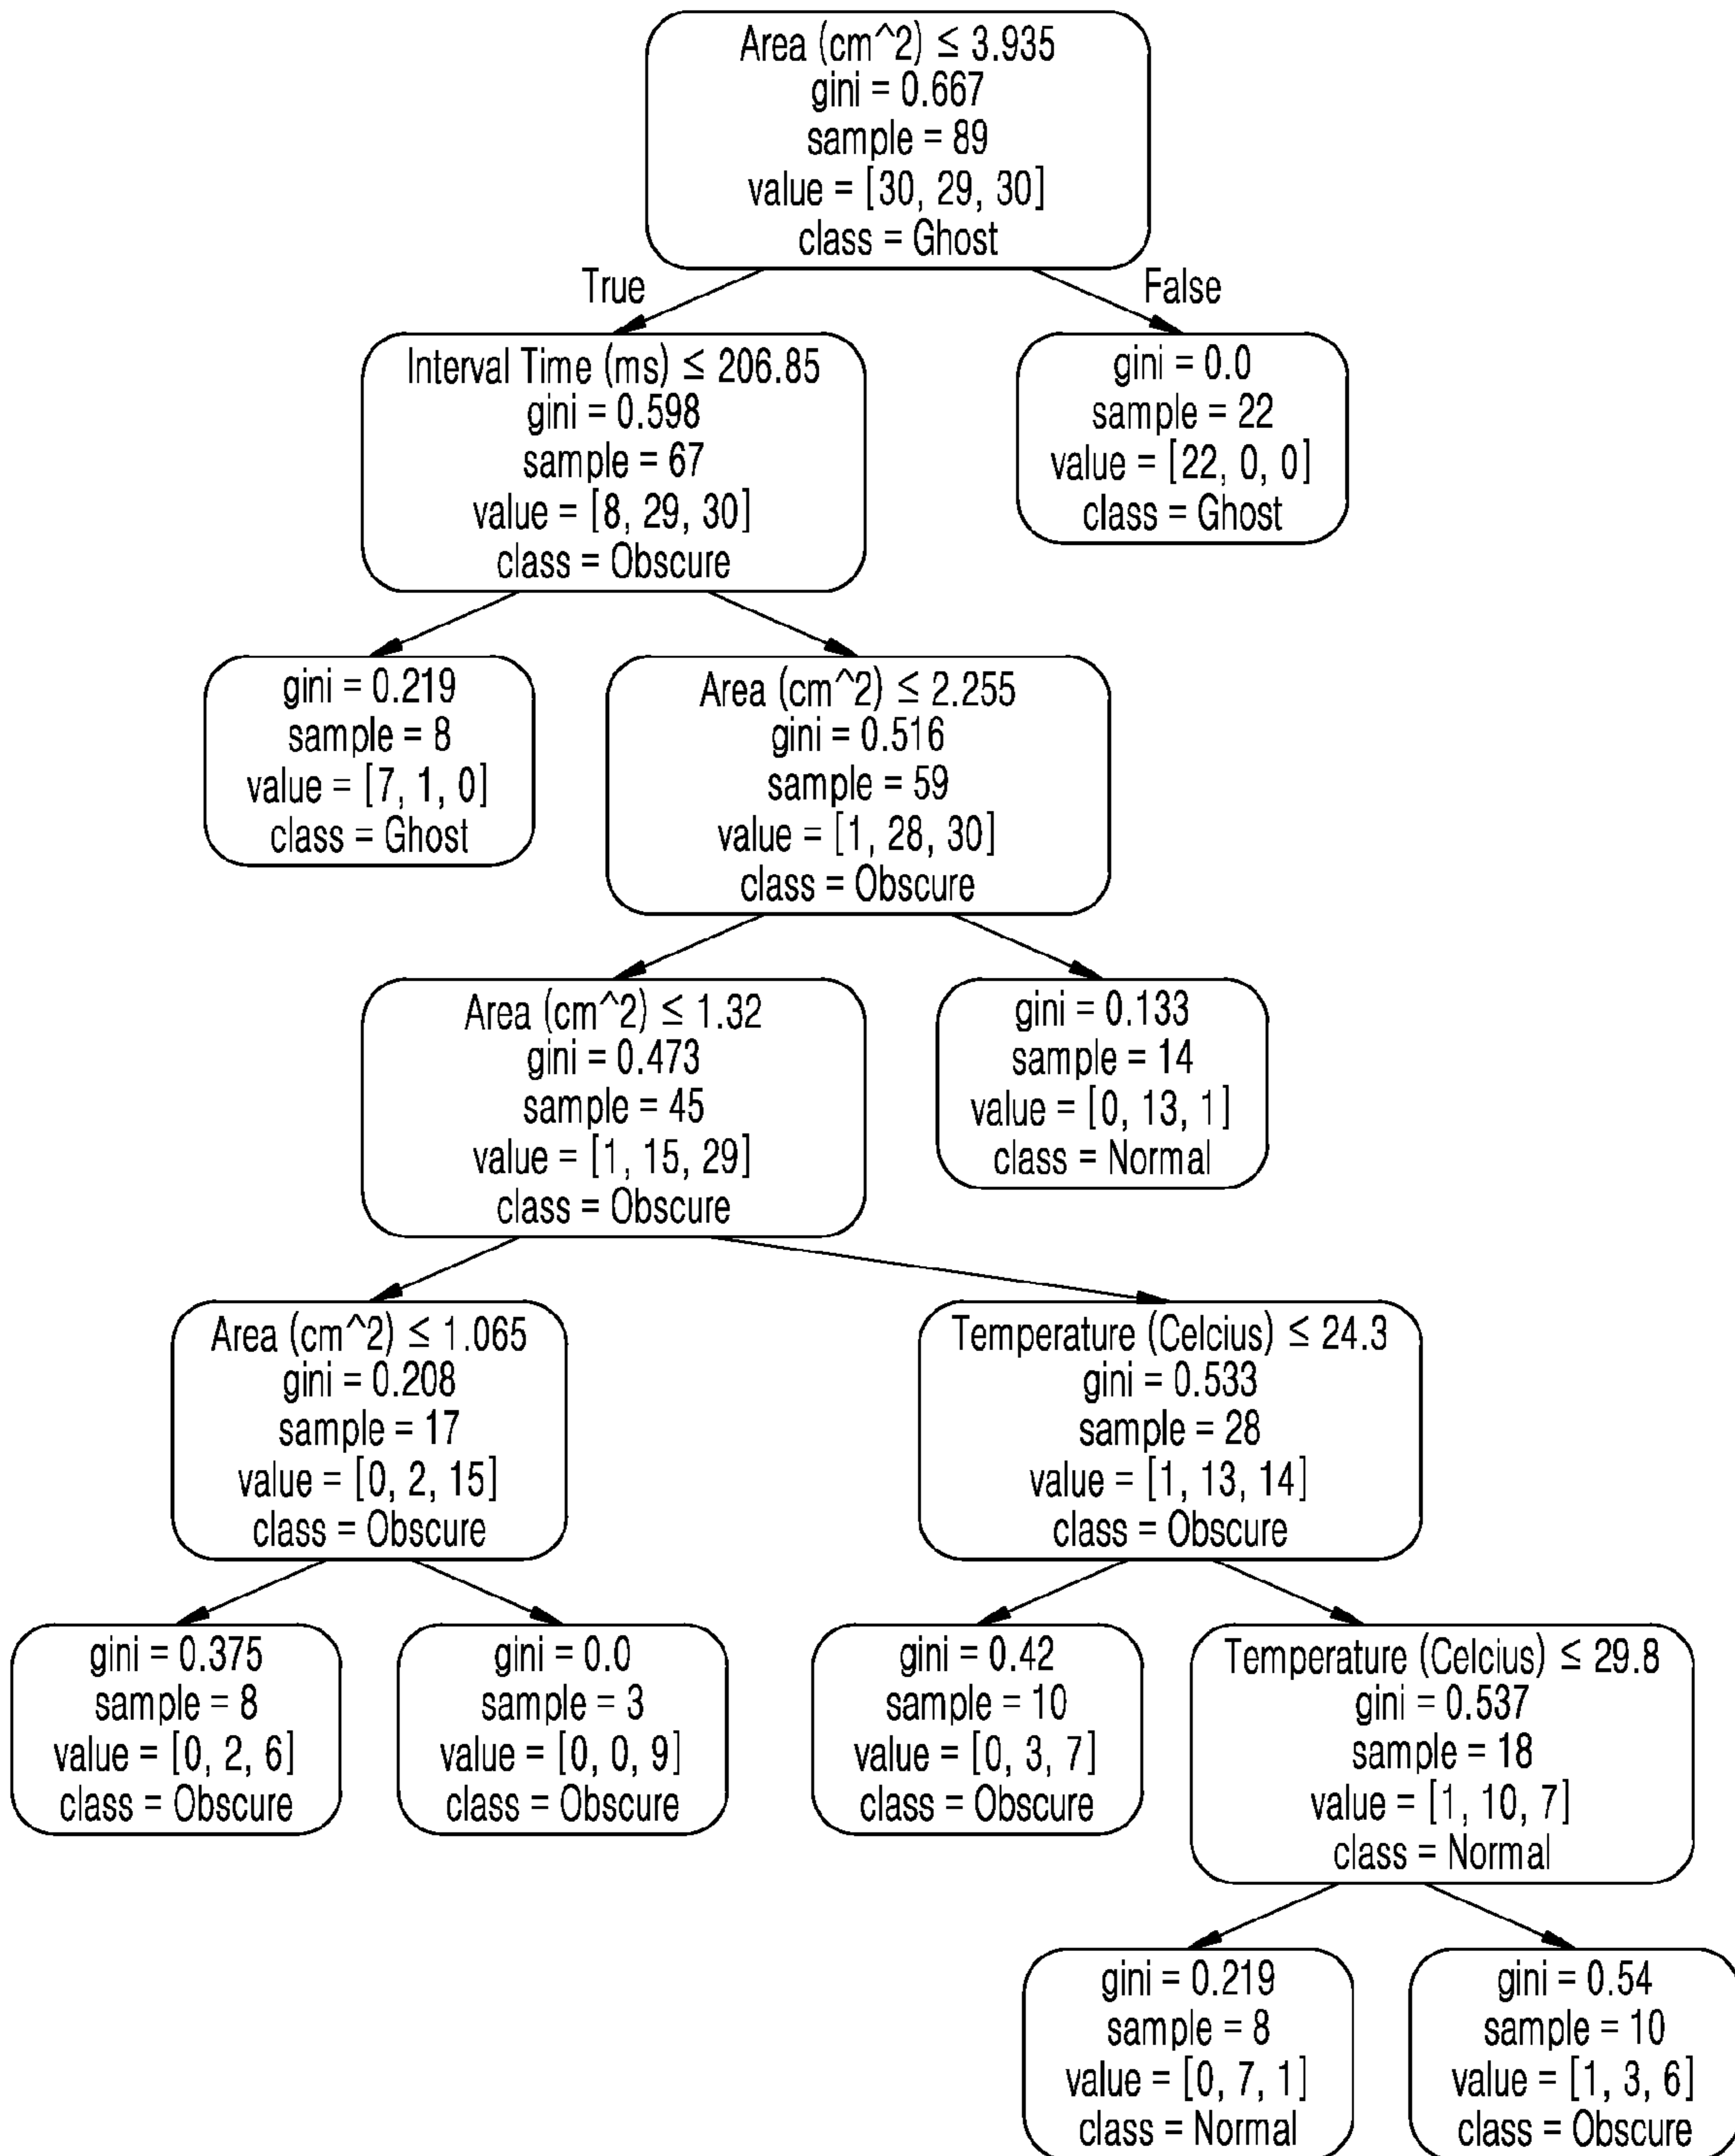 Area (cm^2) ≤ 3.935
gini = 0.667
sample = 89
value = [30, 29, 30]
class = Ghost
True
False
Interval Time (ms) ≤ 206.85
gini = 0.598
sample = 67
value = [8, 29, 30]
class = Obscure
gini = 0.0
sample = 22
value = [22, 0, 0]
class = Ghost
gini = 0.219
sample = 8
value = [7, 1, 0]
class = Ghost
Area (cm^2) ≤ 2.255
gini = 0.516
sample = 59
value = [1, 28, 30]
class = Obscure
Area (cm^2) ≤ 1.32
gini = 0.473
sample = 45
value = [1, 15, 29]
class = Obscure
gini = 0.133
sample = 14
value = [0, 13, 1]
class = Normal
Area (cm^2) ≤ 1.065
gini = 0.208
sample = 17
value = [0, 2, 15]
class = Obscure
Temperature (Celcius) ≤ 24.3
gini = 0.533
sample = 28
value = [1, 13, 14]
class = Obscure
gini = 0.375
sample = 8
value = [0, 2, 6]
class = Obscure
gini = 0.0
sample = 3
value = [0, 0, 9]
class = Obscure
gini = 0.42
sample = 10
value = [0, 3, 7]
class = Obscure
Temperature (Celcius) ≤ 29.8
gini = 0.537
sample = 18
value = [1, 10, 7]
class = Normal
gini = 0.219
sample = 8
value = [0, 7, 1]
class = Normal
gini = 0.54
sample = 10
value = [1, 3, 6]
class = Obscure